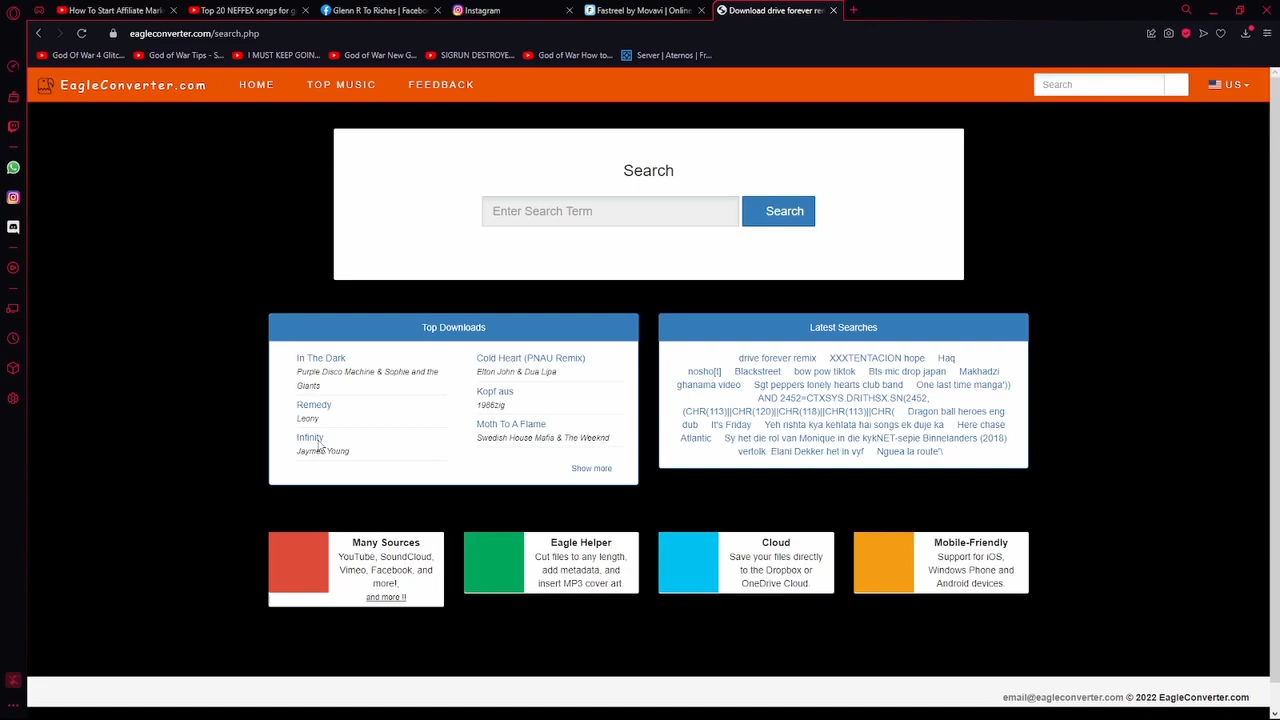 How To Start Affiliate Mark
Top 20 NEFFEX songs for g
Glenn R To Riches | Facebo
Instagram
Fastreel by Movavi | Online
Download drive forever rem
eagleconverter.com/search.php
God Of War 4 Glitc...
God of War Tips - S...
I MUST KEEP GOIN...
God of War New G...
SIGRUN DESTROYE...
God of War How to...
Server | Aternos | Fr...
EagleConverter.com
HOME
TOP MUSIC
FEEDBACK
Search
US
Search
Enter Search Term
Search
Top Downloads
In The Dark
Purple Disco Machine & Sophie and the
Giants
Remedy
Leony
Infinity
Jaymes Young
Cold Heart (PNAU Remix)
Elton John & Dua Lipa
Kopf aus
1986zig
Moth To A Flame
Swedish House Mafia & The Weeknd
Show more
Latest Searches
drive forever remix XXXTENTACION hope Haq
nosho[t] Blackstreet bow pow tiktok Bts mic drop japan Makhadzi
ghanama video Sgt peppers lonely hearts club band One last time manga'))
AND 2452=CTXSYS.DRITHSX.SN(2452,
(CHR(113)||CHR(120)||CHR(118)||CHR(113)||CHR( Dragon ball heroes eng
dub It's Friday Yeh rishta kya kehlata hai songs ek duje ka Here chase
Atlantic Sy het die rol van Monique in die kykNET-sepie Binnelanders (2018)
vertolk. Elani Dekker het in vyf Nguea la route'\
Many Sources
YouTube, SoundCloud,
Vimeo, Facebook, and
more!,
and more !!
Eagle Helper
Cut files to any length,
add metadata, and
insert MP3 cover art.
Cloud
Save your files directly
to the Dropbox or
OneDrive Cloud.
Mobile-Friendly
Support for iOS,
Windows Phone and
Android devices.
email@eagleconverter.com © 2022 EagleConverter.com